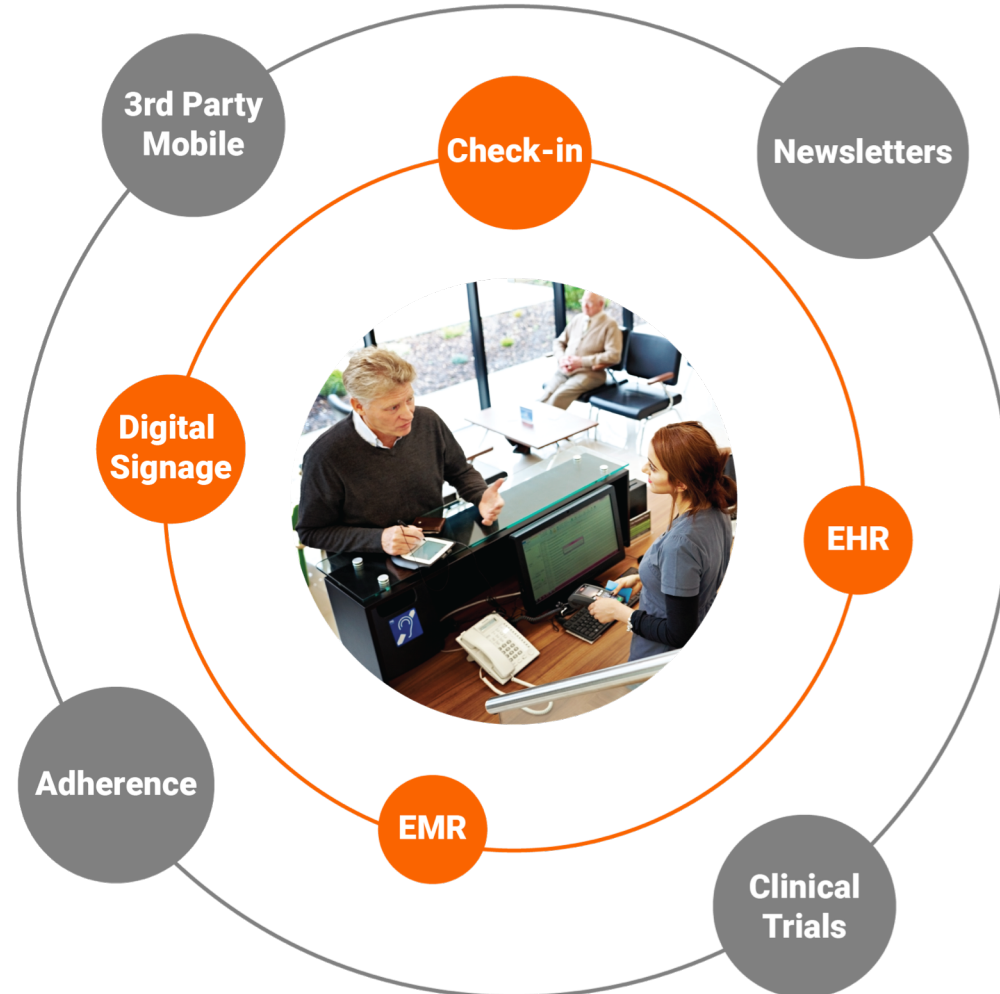 3rd Party
Mobile
Check-in
Newsletters
Digital
Signage
EHR
Adherence
EMR
Clinical
Trials